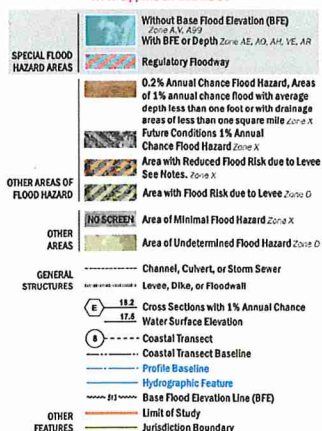 Without Base Flood Elevation (BFE)
Zone A,V, A99
With BFE or Depth Zone AE, AO, AH, VE, AR
SPECIAL FLOOD
HAZARD AREAS
Regulatory Floodway
0.2% Annual Chance Flood Hazard, Areas
of 1% annual chance flood with average
depth less than one foot or with drainage
areas of less than one square mile Zone X
Future Conditions 1% Annual
Chance Flood Hazard Zone X
Area with Reduced Flood Risk due to Levee
See Notes. Zone X
OTHER AREAS OF
FLOOD HAZARD
Area with Flood Risk due to Levee Zone D
NO SCREEN Area of Minimal Flood Hazard Zone X
OTHER
AREAS
Area of Undetermined Flood Hazard Zone D
GENERAL
STRUCTURES
Channel, Culvert, or Storm Sewer
Levee, Dike, or Floodwall
E 18.2 Cross Sections with 1% Annual Chance
17.5 Water Surface Elevation
8 Coastal Transect
Coastal Transect Baseline
Profile Baseline
Hydrographic Feature
513 Base Flood Elevation Line (BFE)
OTHER
FEATURES
Limit of Study
Jurisdiction Boundary